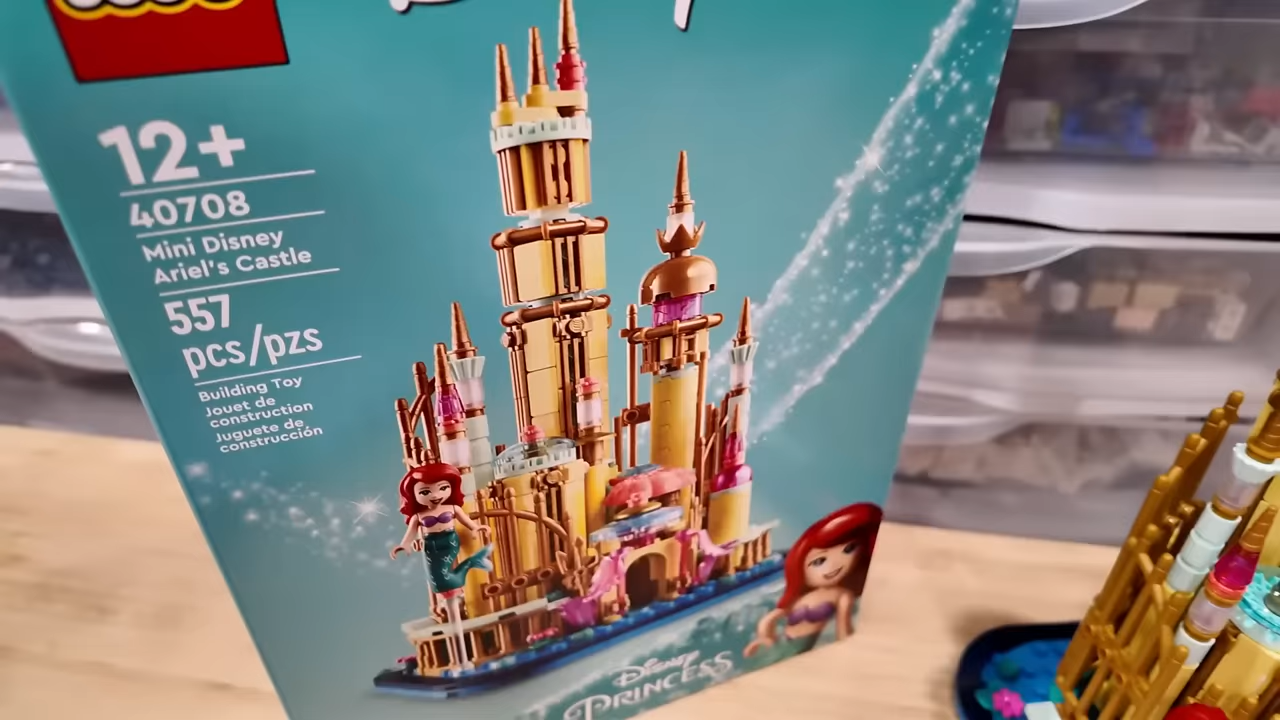 12+
40708
Mini Disney
Ariel's Castle
557
pcs/pzs
Building Toy
Jouet de
construction
Juguete de
construcción
Disney
PRINCESS